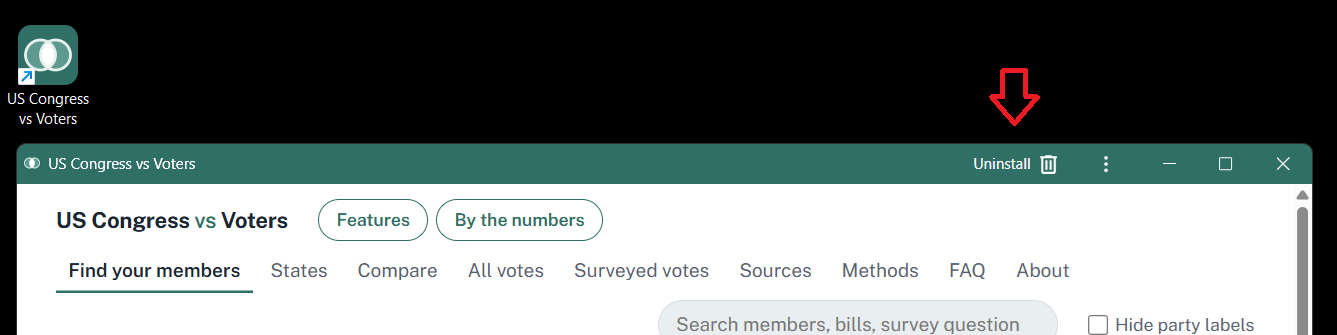 US Congress
vs Voters
US Congress vs Voters
Uninstall
US Congress vs Voters
Features
By the numbers
Find your members
States
Compare
All votes
Surveyed votes
Sources
Methods
FAQ
About
Search members, bills, survey question
Hide party labels